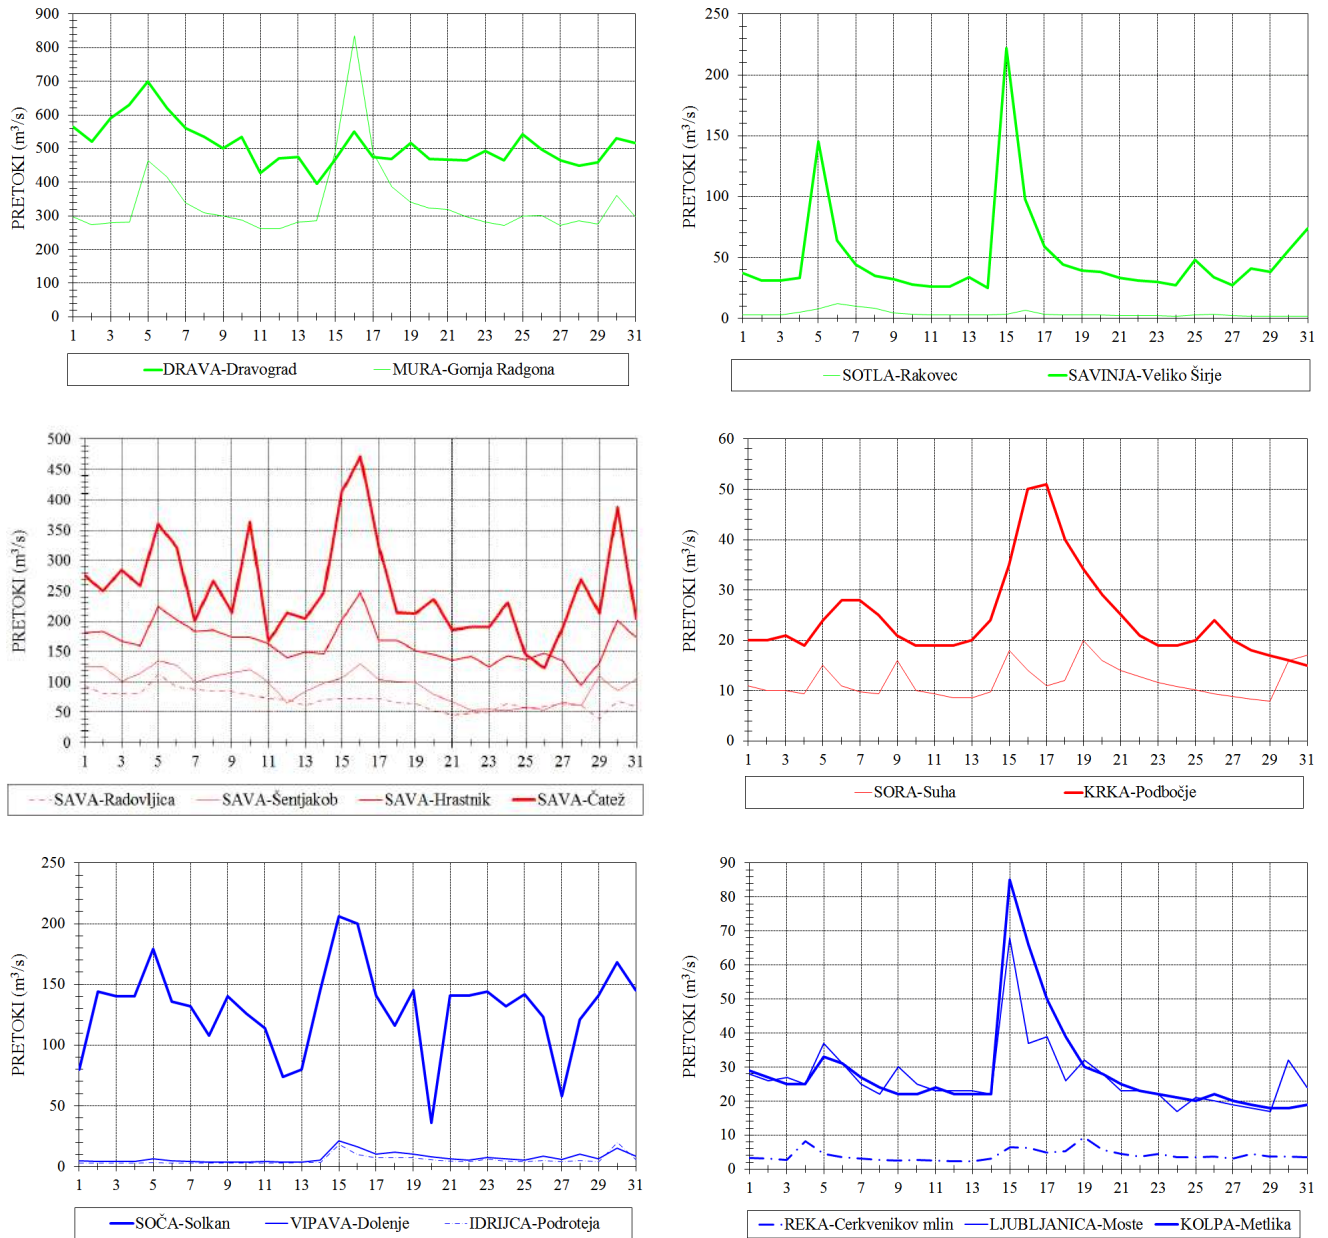 PRETOKI (m³/s)
900
800
700
600
500
400
300
200
100
0
1 3 5 7 9 11 13 15 17 19 21 23 25 27 29 31
DRAVA-Dravograd MURA-Gornja Radgona
PRETOKI (m³/s)
250
200
150
100
50
0
1 3 5 7 9 11 13 15 17 19 21 23 25 27 29 31
SOTLA-Rakovec SAVINJA-Veliko Širje
PRETOKI (m³/s)
500
450
400
350
300
250
200
150
100
50
0
1 3 5 7 9 11 13 15 17 19 21 23 25 27 29 31
SAVA-Radovljica SAVA-Šentjakob SAVA-Hrastnik SAVA-Čatež
PRETOKI (m³/s)
60
50
40
30
20
10
0
1 3 5 7 9 11 13 15 17 19 21 23 25 27 29 31
SORA-Suha KRKA-Podbočje
PRETOKI (m³/s)
250
200
150
100
50
0
1 3 5 7 9 11 13 15 17 19 21 23 25 27 29 31
SOČA-Solkan VIPAVA-Dolenje IDRIJCA-Podroteja
PRETOKI (m³/s)
90
80
70
60
50
40
30
20
10
0
1 3 5 7 9 11 13 15 17 19 21 23 25 27 29 31
REKA-Cerkvenikov mlin LJUBLJANICA-Moste KOLPA-Metlika